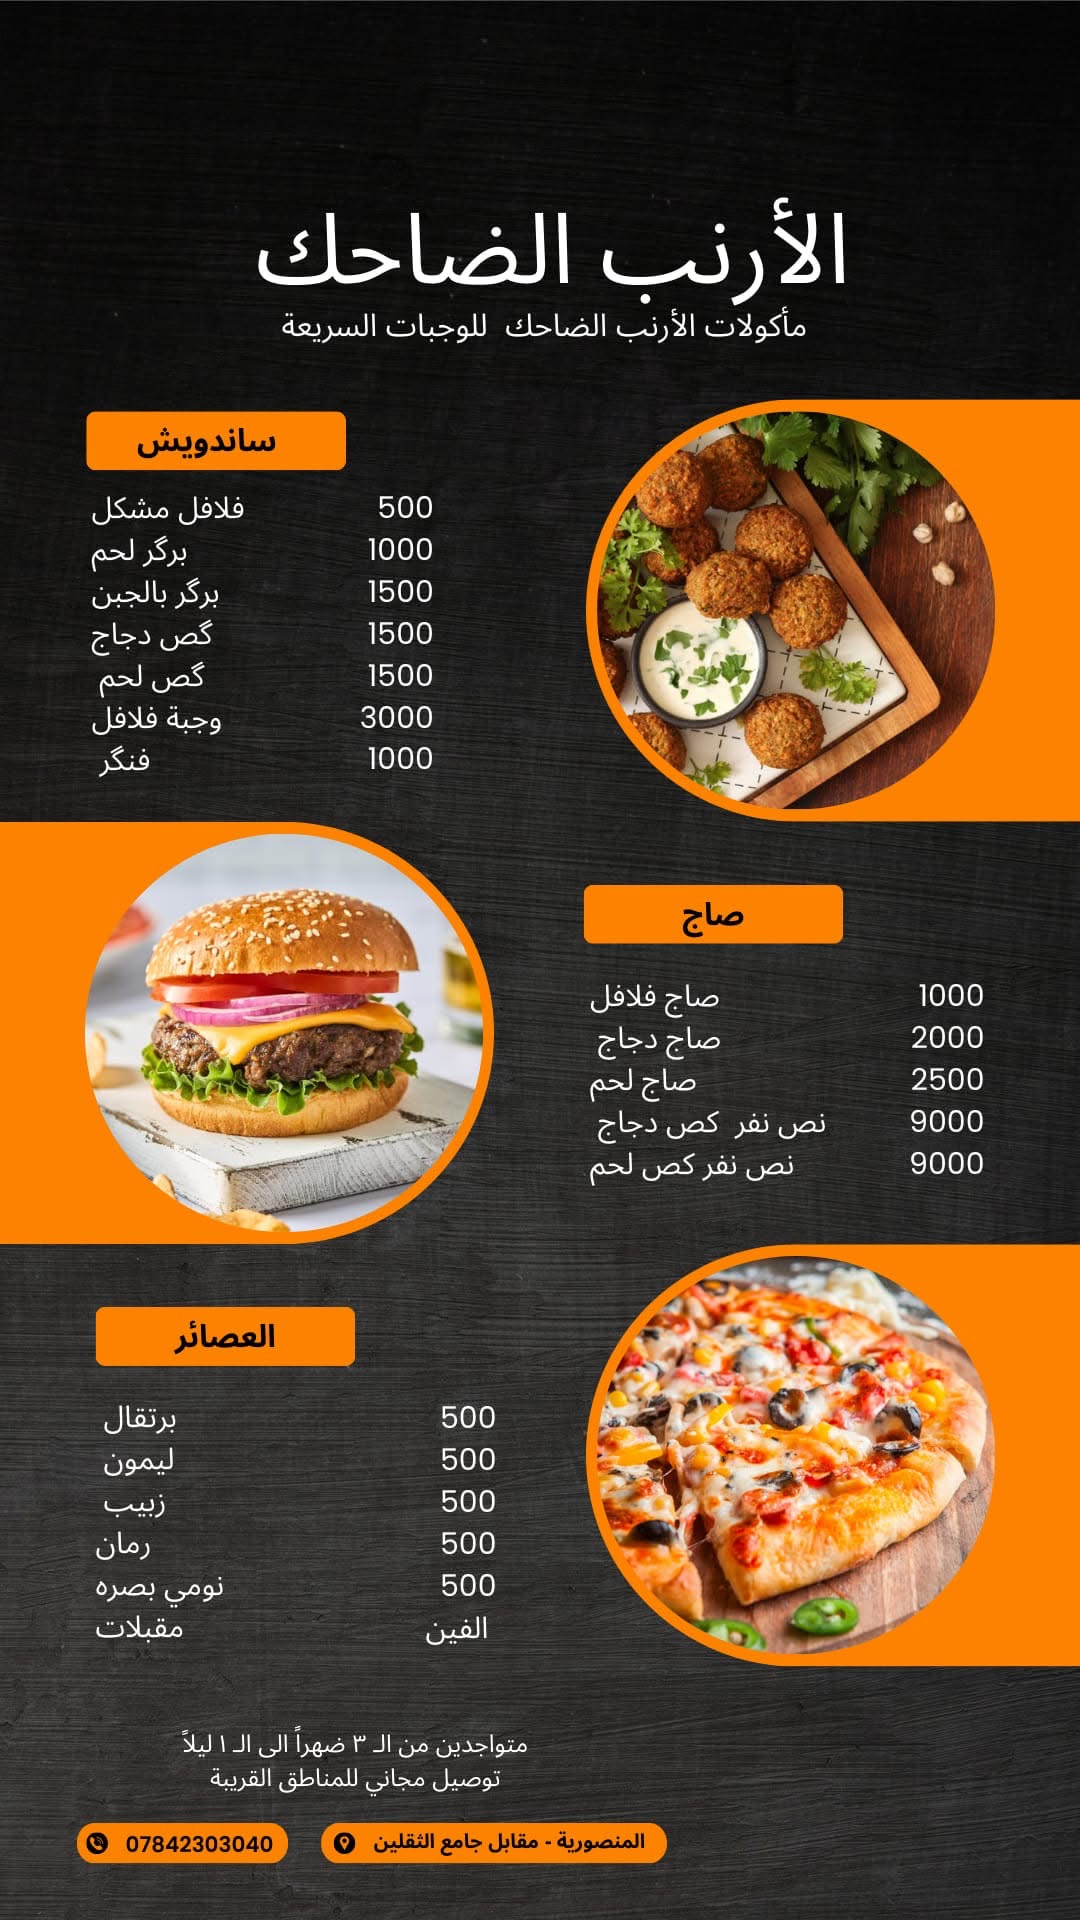 الأرنب الضاحك
مأكولات الأرنب الضاحك للوجبات السريعة
ساندويش
فلافل مشكل 500
برگر لحم 1000
برگر بالجبن 1500
گص دجاج 1500
گص لحم 1500
وجبة فلافل 3000
فنگر 1000
صاج
صاج فلافل 1000
صاج دجاج 2000
صاج لحم 2500
نص نفر كص دجاج 9000
نص نفر كص لحم 9000
العصائر
برتقال 500
ليمون 500
زبيب 500
رمان 500
نومي بصره 500
مقبلات الفين
متواجدين من الـ ٣ ضهراً الى الـ ١ ليلاً
توصيل مجاني للمناطق القريبة
07842303040
المنصورية - مقابل جامع الثقلين